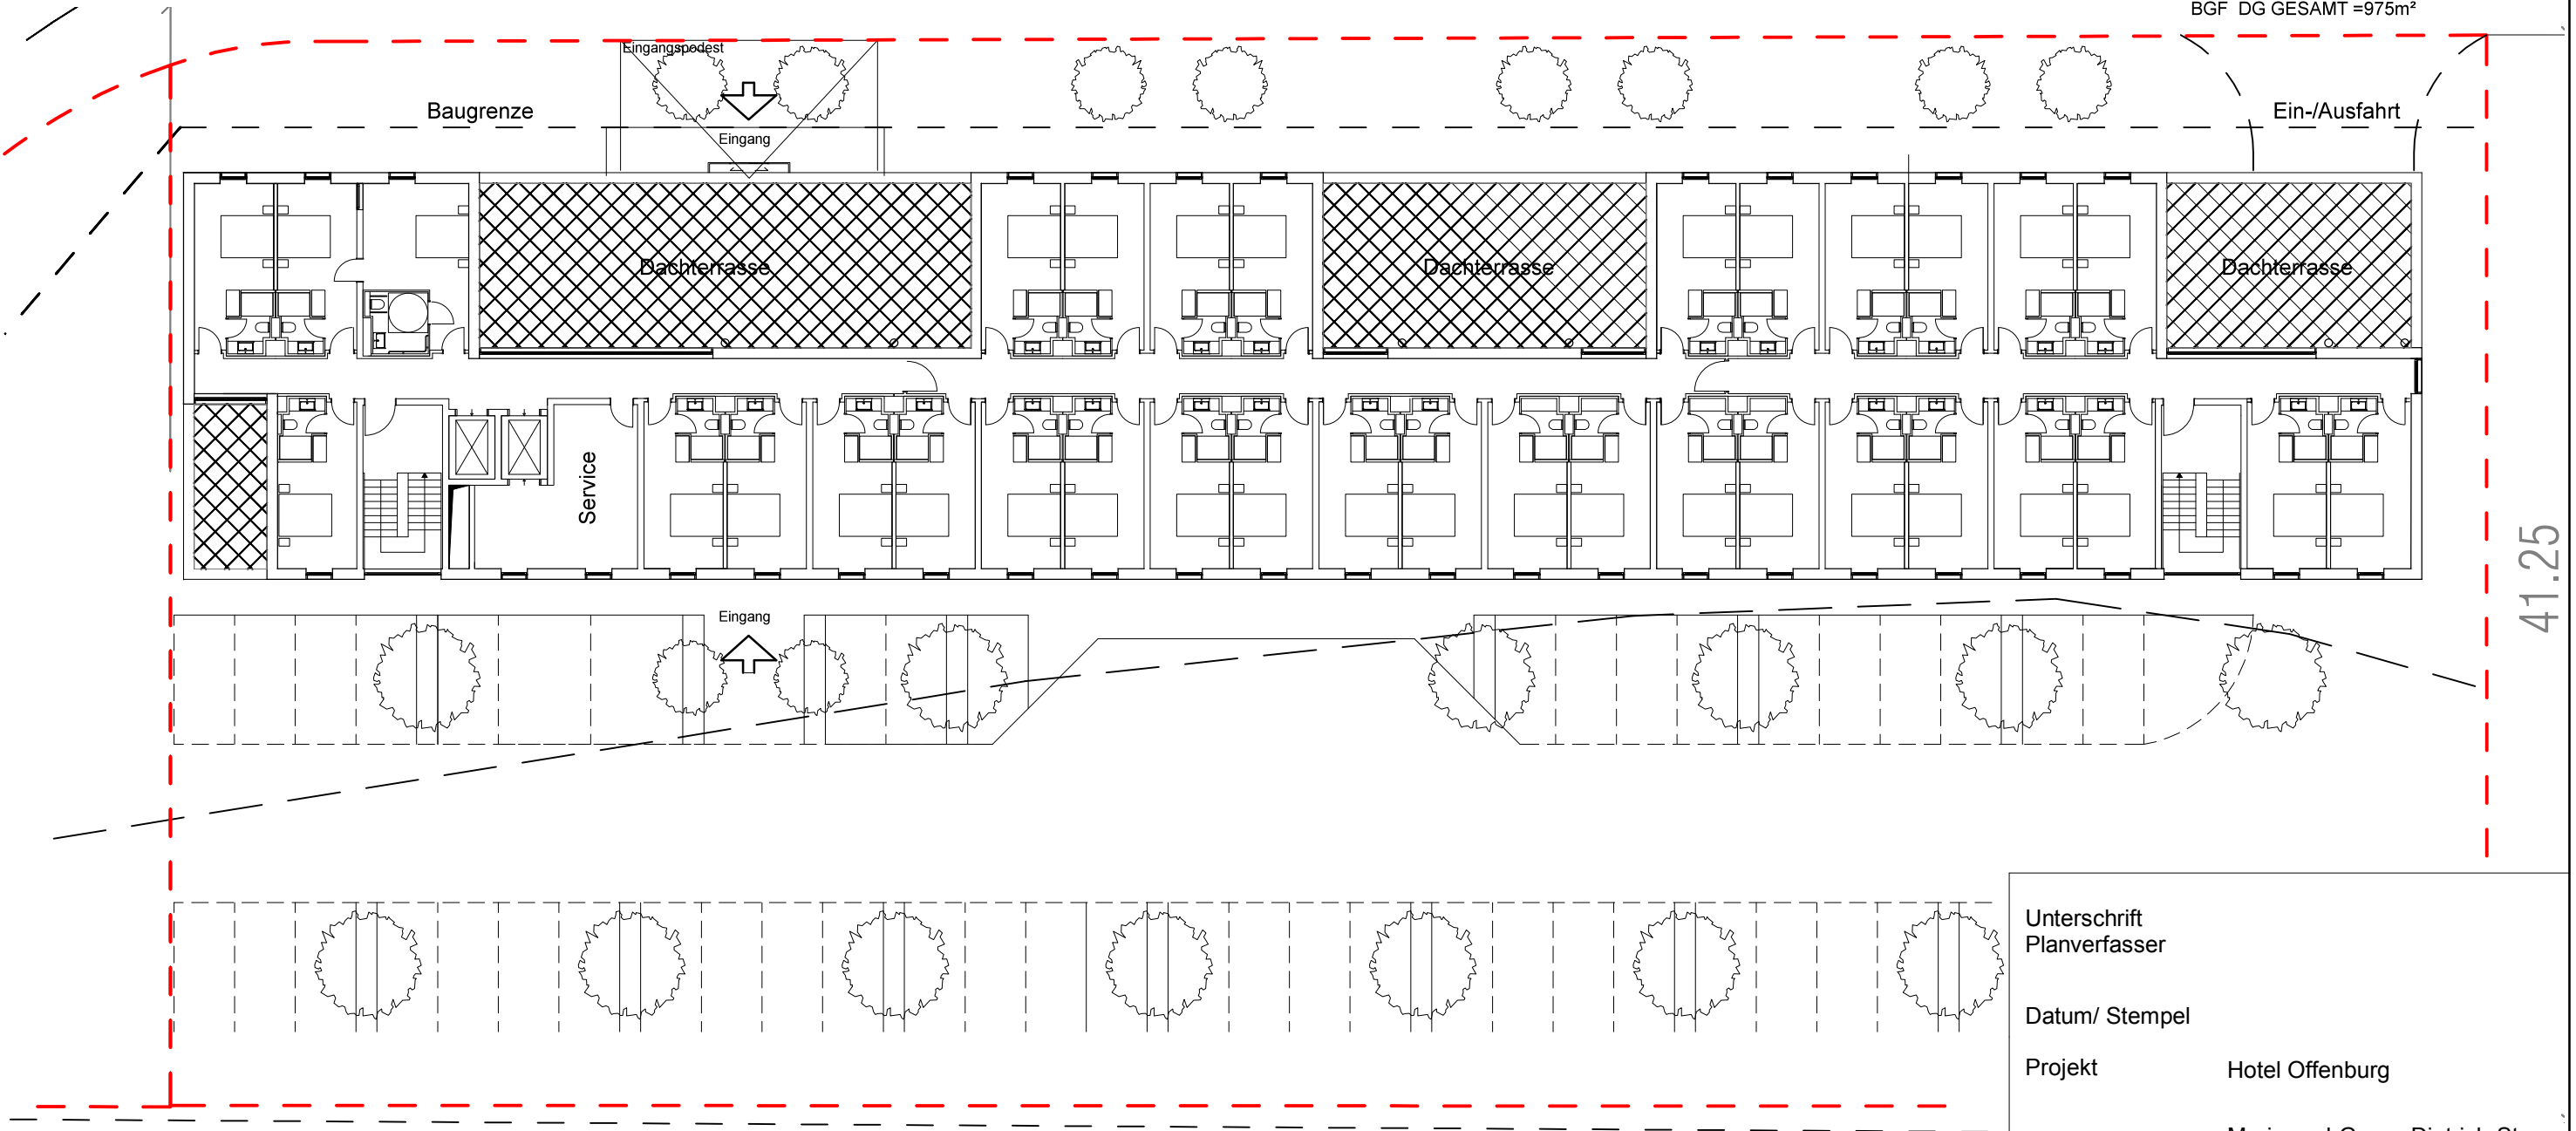 BGF DG GESAMT =975m²
Eingangspodest
Baugrenze
Eingang
Ein-/Ausfahrt
Dachterrasse
Dachterrasse
Dachterrasse
Service
Eingang
41.25
Unterschrift
Planverfasser
Datum/ Stempel
Projekt
Hotel Offenburg